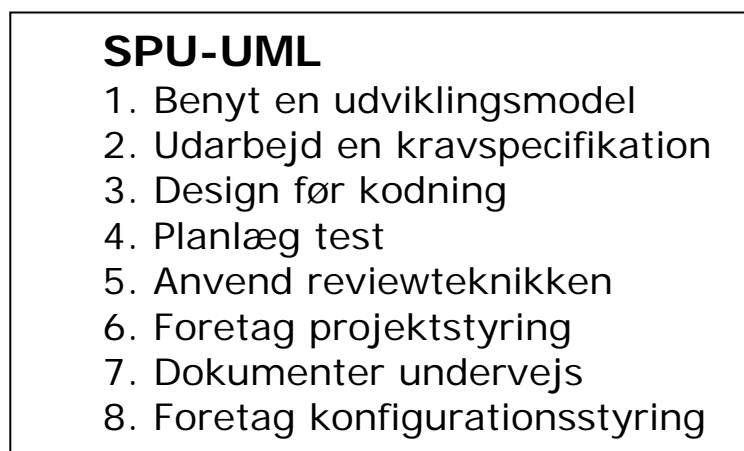 SPU-UML
1. Benyt en udviklingsmodel
2. Udarbejd en kravspecifikation
3. Design før kodning
4. Planlæg test
5. Anvend reviewteknikken
6. Foretag projektstyring
7. Dokumenter undervejs
8. Foretag konfigurationsstyring